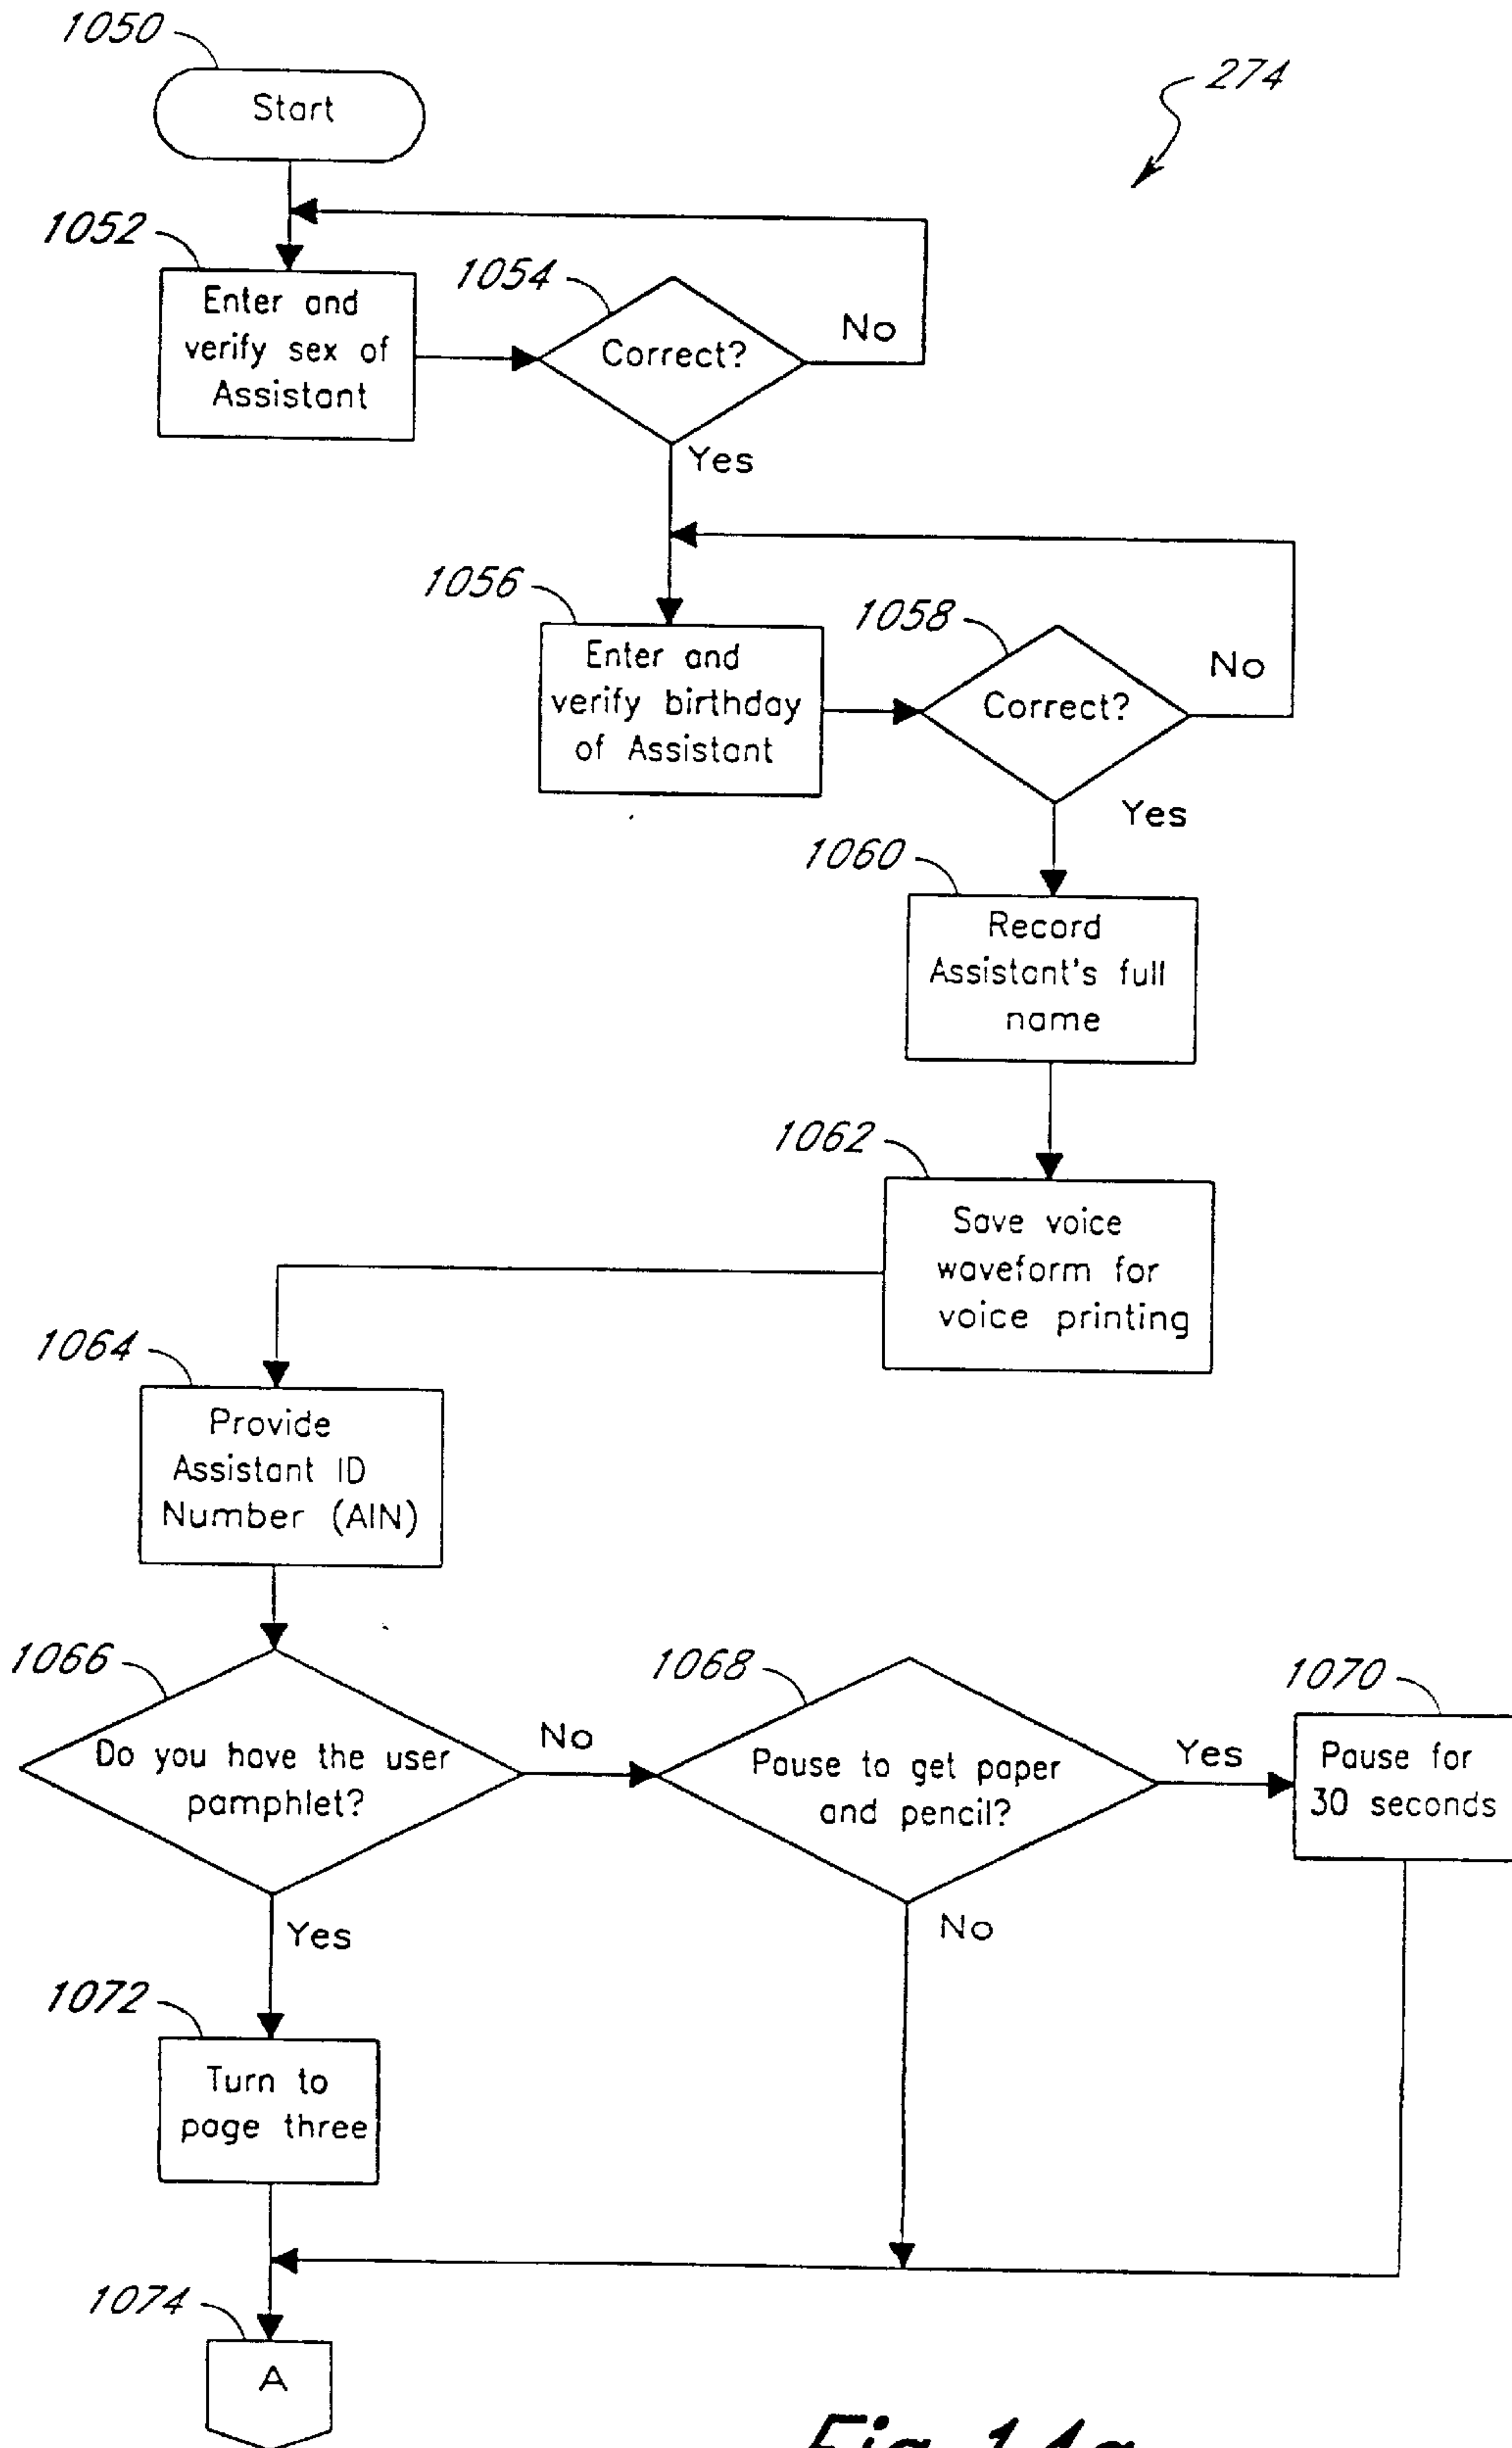 1050
Start
274
1052
Enter and
verify sex of
Assistant
1054
Correct?
No
Yes
1056
Enter and
verify birthday
of Assistant
1058
Correct?
No
Yes
1060
Record
Assistant's full
name
1062
Save voice
waveform for
voice printing
1064
Provide
Assistant ID
Number (AIN)
1066
Do you have the user
pamphlet?
No
1068
Pause to get paper
and pencil?
Yes
1070
Pause for
30 seconds
Yes
No
1072
Turn to
page three
1074
A
Fig. 14a